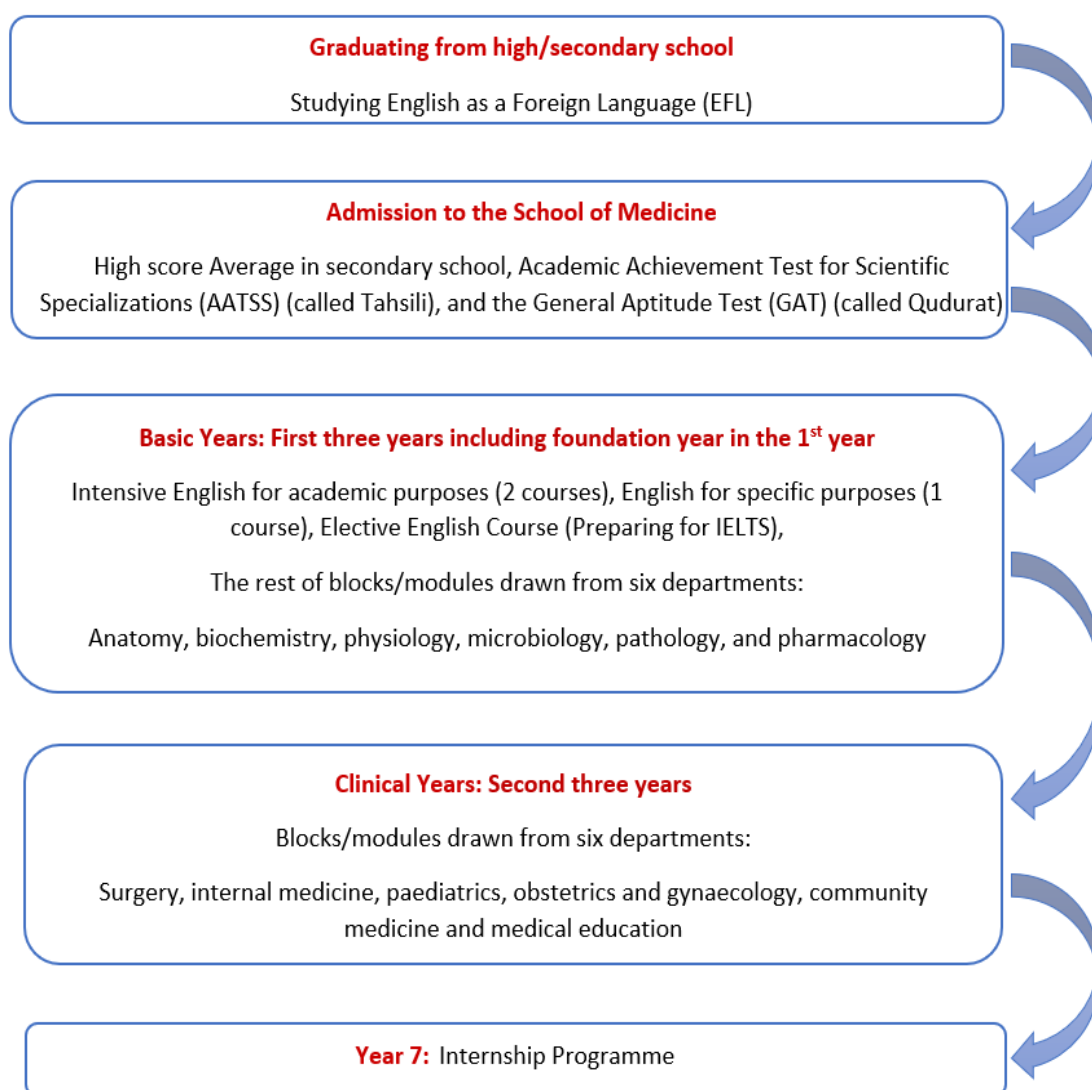 Graduating from high/secondary school
Studying English as a Foreign Language (EFL)
Admission to the School of Medicine
High score Average in secondary school, Academic Achievement Test for Scientific
Specializations (AATSS) (called Tahsili), and the General Aptitude Test (GAT) (called Qudurat)
Basic Years: First three years including foundation year in the 1st year
Intensive English for academic purposes (2 courses), English for specific purposes (1
course), Elective English Course (Preparing for IELTS),
The rest of blocks/modules drawn from six departments:
Anatomy, biochemistry, physiology, microbiology, pathology, and pharmacology
Clinical Years: Second three years
Blocks/modules drawn from six departments:
Surgery, internal medicine, paediatrics, obstetrics and gynaecology, community
medicine and medical education
Year 7: Internship Programme